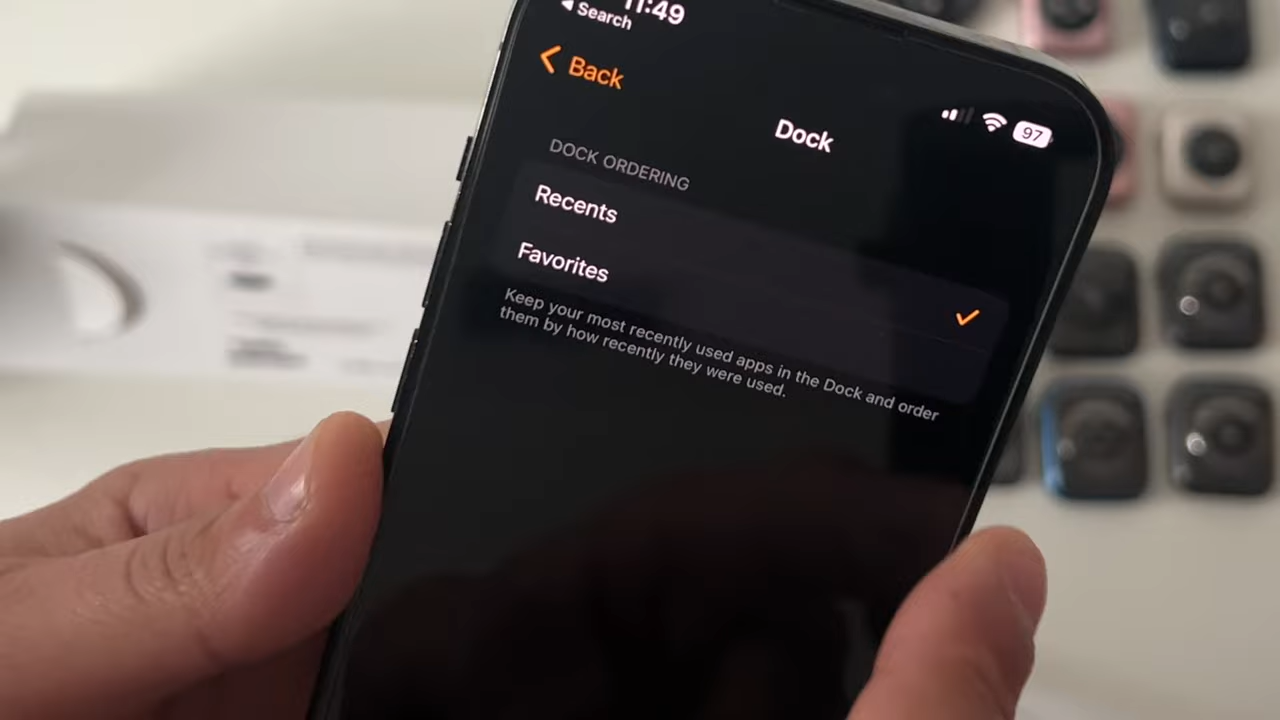 11:49
Search
97
Back
Dock
DOCK ORDERING
Recents
Favorites
Keep your most recently used apps in the Dock and order
them by how recently they were used.